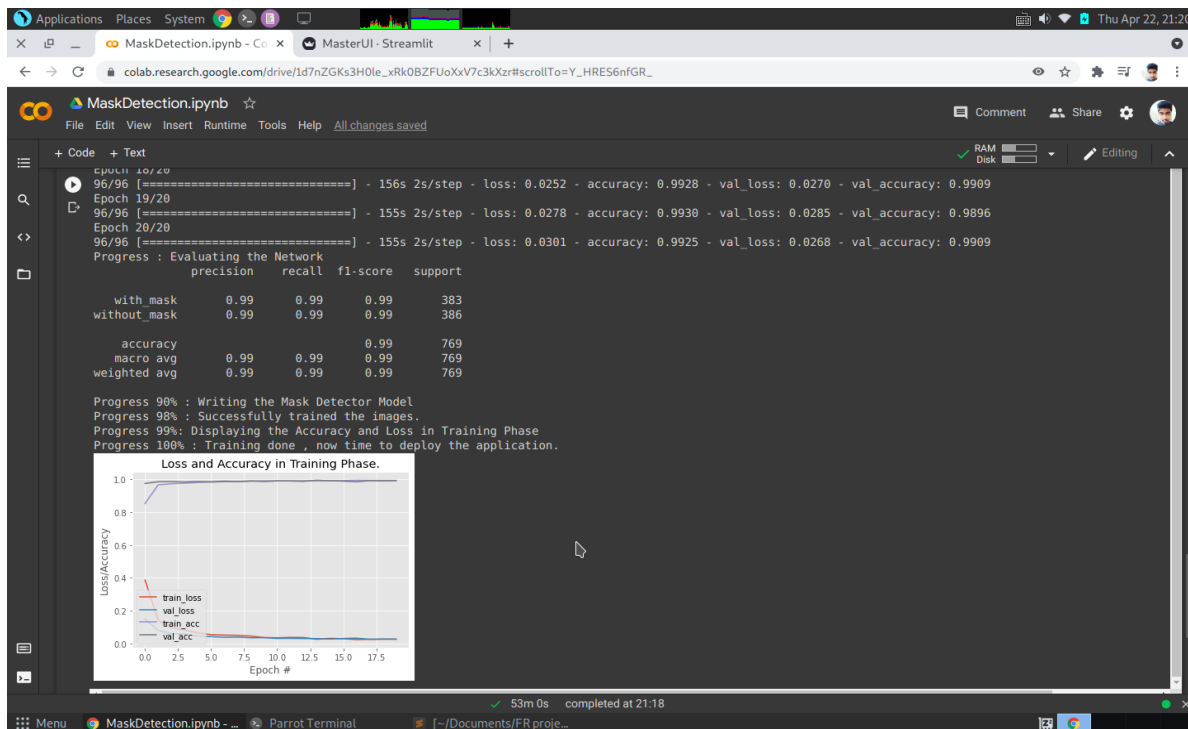 Applications Places System Thu Apr 22, 21:20
MaskDetection.ipynb - Co MasterUI · Streamlit
colab.research.google.com/drive/1d7nZGKs3H0le_xRk0BZFUoXxV7c3kXzr#scrollTo=Y_HRES6nfGR_
MaskDetection.ipynb
Comment Share
File Edit View Insert Runtime Tools Help All changes saved
+ Code + Text RAM Disk Editing
Epoch 18/20
96/96 [==============================] - 156s 2s/step - loss: 0.0252 - accuracy: 0.9928 - val_loss: 0.0270 - val_accuracy: 0.9909
Epoch 19/20
96/96 [==============================] - 155s 2s/step - loss: 0.0278 - accuracy: 0.9930 - val_loss: 0.0285 - val_accuracy: 0.9896
Epoch 20/20
96/96 [==============================] - 155s 2s/step - loss: 0.0301 - accuracy: 0.9925 - val_loss: 0.0268 - val_accuracy: 0.9909
Progress : Evaluating the Network
precision recall f1-score support
with_mask 0.99 0.99 0.99 383
without_mask 0.99 0.99 0.99 386
accuracy 0.99 769
macro avg 0.99 0.99 0.99 769
weighted avg 0.99 0.99 0.99 769
Progress 90% : Writing the Mask Detector Model
Progress 98% : Successfully trained the images.
Progress 99%: Displaying the Accuracy and Loss in Training Phase
Progress 100% : Training done , now time to deploy the application.
Loss and Accuracy in Training Phase.
Loss/Accuracy
1.0
0.8
0.6
0.4
0.2
0.0
train_loss
val_loss
train_acc
val_acc
0.0 2.5 5.0 7.5 10.0 12.5 15.0 17.5
Epoch #
53m 0s completed at 21:18
Menu MaskDetection.ipynb - ... Parrot Terminal [~/Documents/FR proje...